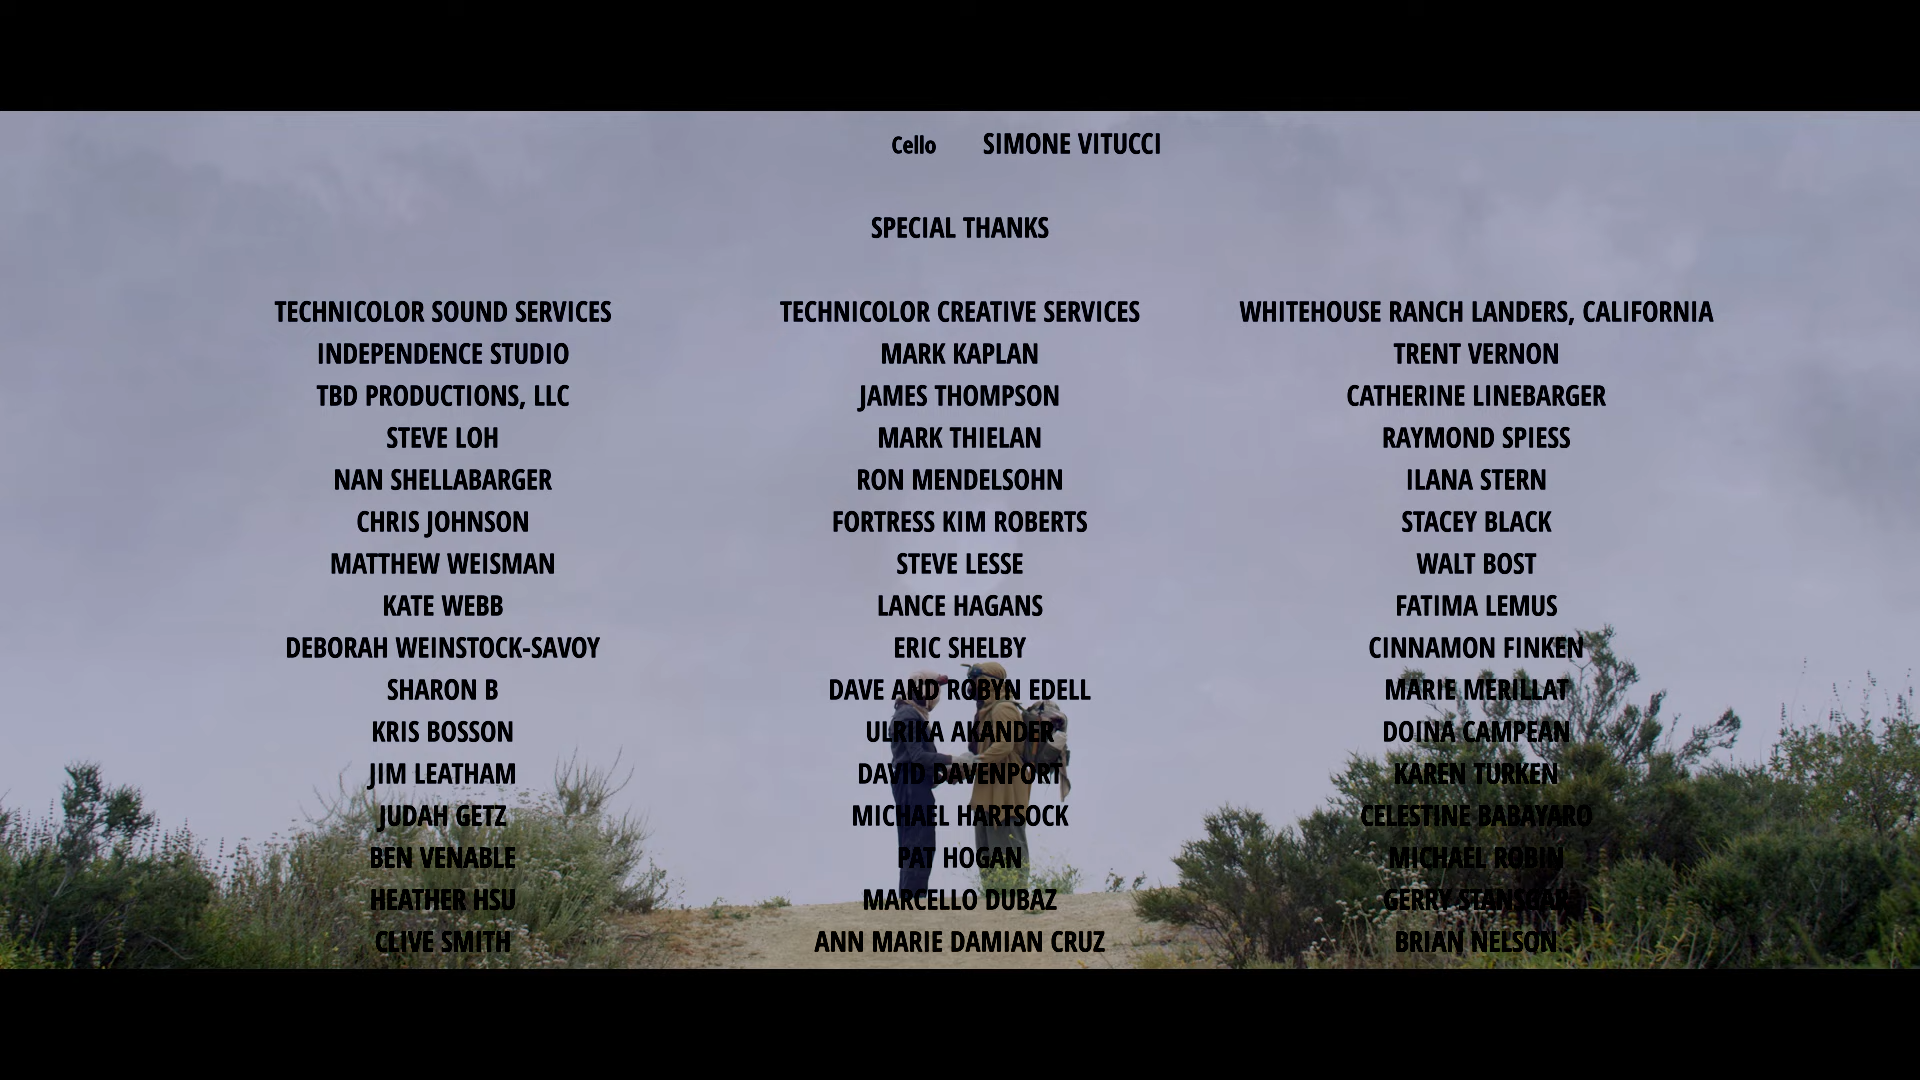 Cello SIMONE VITUCCI
SPECIAL THANKS
TECHNICOLOR SOUND SERVICES TECHNICOLOR CREATIVE SERVICES WHITEHOUSE RANCH LANDERS, CALIFORNIA
INDEPENDENCE STUDIO MARK KAPLAN TRENT VERNON
TBD PRODUCTIONS, LLC JAMES THOMPSON CATHERINE LINEBARGER
STEVE LOH MARK THIELAN RAYMOND SPIESS
NAN SHELLABARGER RON MENDELSOHN ILANA STERN
CHRIS JOHNSON FORTRESS KIM ROBERTS STACEY BLACK
MATTHEW WEISMAN STEVE LESSE WALT BOST
KATE WEBB LANCE HAGANS FATIMA LEMUS
DEBORAH WEINSTOCK-SAVOY ERIC SHELBY CINNAMON FINKEN
SHARON B DAVE AND ROBYN EDELL MARIE MERILLAT
KRIS BOSSON ULRIKA AKANDER DOINA CAMPEAN
JIM LEATHAM DAVID DAVENPORT KAREN TURKEN
JUDAH GETZ MICHAEL HARTSOCK CELESTINE BABAYARO
BEN VENABLE PAT HOGAN MICHAEL ROBIN
HEATHER HSU MARCELLO DUBAZ GERRY
CLIVE SMITH ANN MARIE DAMIAN CRUZ BRIAN NELSON